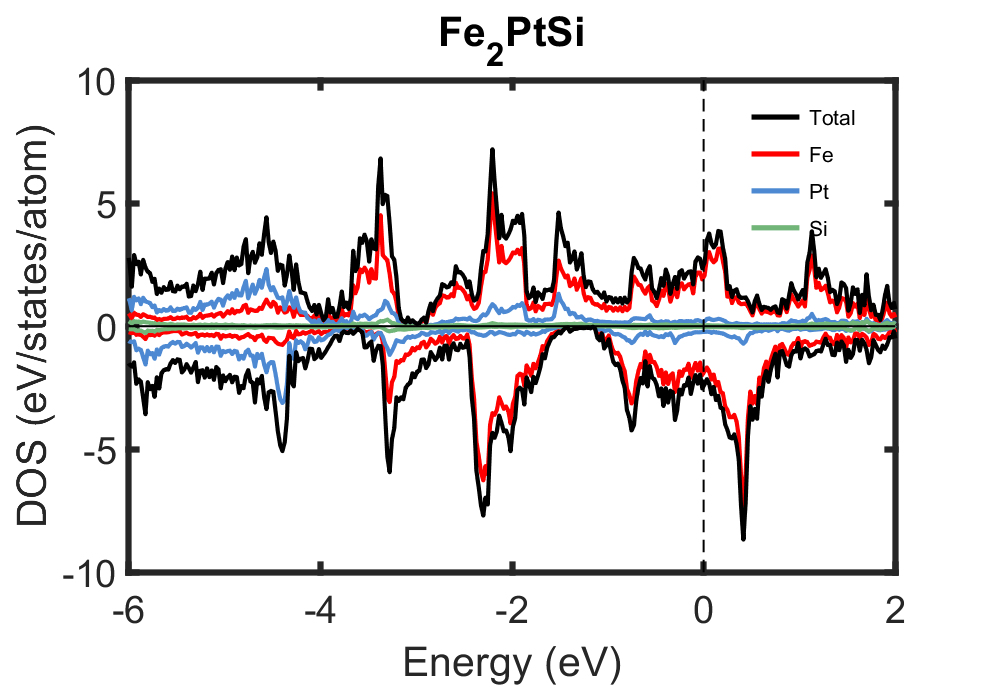 Fe2PtSi
10
5
0
-5
-10
DOS (eV/states/atom)
Total
Fe
Pt
Si
-6 -4 -2 0 2
Energy (eV)